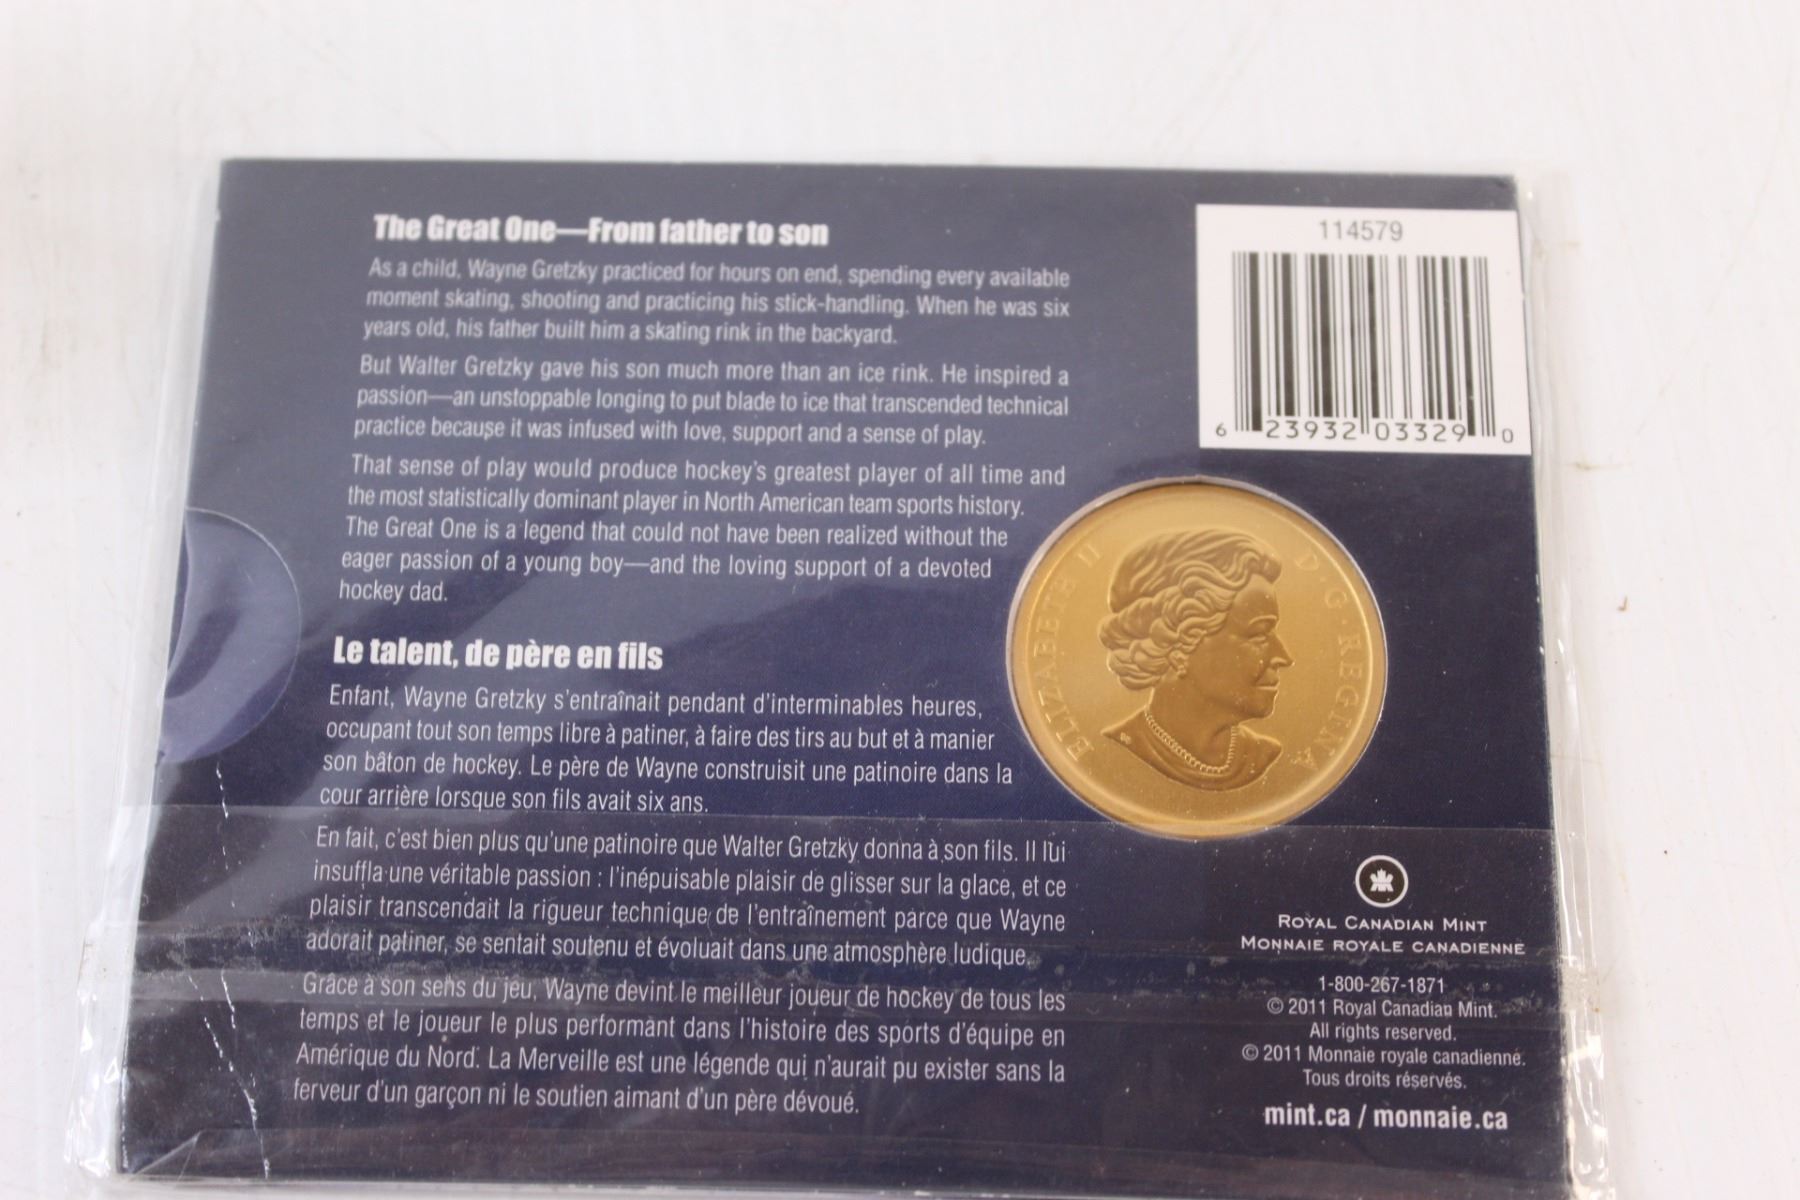 The Great One—From father to son
As a child, Wayne Gretzky practiced for hours on end, spending every available
moment skating, shooting and practicing his stick-handling. When he was six
years old, his father built him a skating rink in the backyard.
But Walter Gretzky gave his son much more than an ice rink. He inspired a
passion—an unstoppable longing to put blade to ice that transcended technical
practice because it was infused with love, support and a sense of play.
That sense of play would produce hockey's greatest player of all time and
the most statistically dominant player in North American team sports history.
The Great One is a legend that could not have been realized without the
eager passion of a young boy—and the loving support of a devoted
hockey dad.
Le talent, de père en fils
Enfant, Wayne Gretzky s'entraînait pendant d'interminables heures,
occupant tout son temps libre à patiner, à faire des tirs au but et à manier
son bâton de hockey. Le père de Wayne construisit une patinoire dans la
cour arrière lorsque son fils avait six ans.
En fait, c'est bien plus qu'une patinoire que Walter Gretzky donna à son fils. Il lui
insuffla une véritable passion : l'inépuisable plaisir de glisser sur la glace, et ce
plaisir transcendait la rigueur technique de l'entraînement parce que Wayne
adorait patiner, se sentait soutenu et évoluait dans une atmosphère ludique.
Grâce à son sens du jeu, Wayne devint le meilleur joueur de hockey de tous les
temps et le joueur le plus performant dans l'histoire des sports d'équipe en
Amérique du Nord. La Merveille est une légende qui n'aurait pu exister sans la
ferveur d'un garçon ni le soutien aimant d'un père dévoué.
114579
6 23932 03329 0
ELIZABETH II D·G·REGINA
ROYAL CANADIAN MINT
MONNAIE ROYALE CANADIENNE
1-800-267-1871
© 2011 Royal Canadian Mint.
All rights reserved.
© 2011 Monnaie royale canadienne.
Tous droits réservés.
mint.ca / monnaie.ca